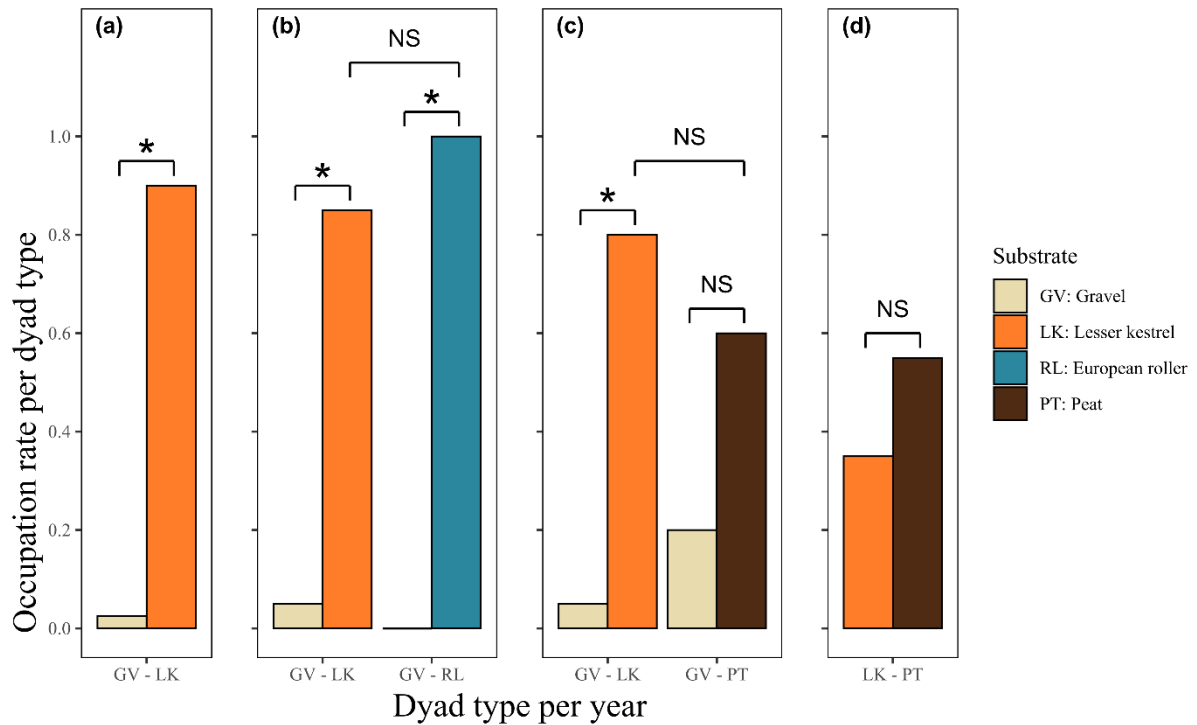 (a)
(b)
(c)
(d)
NS
*
*
*
NS
*
NS
NS
Occupation rate per dyad type
1.0
0.8
0.6
0.4
0.2
0.0
GV - LK
GV - LK
GV - RL
GV - LK
GV - PT
LK - PT
Dyad type per year
Substrate
GV: Gravel
LK: Lesser kestrel
RL: European roller
PT: Peat